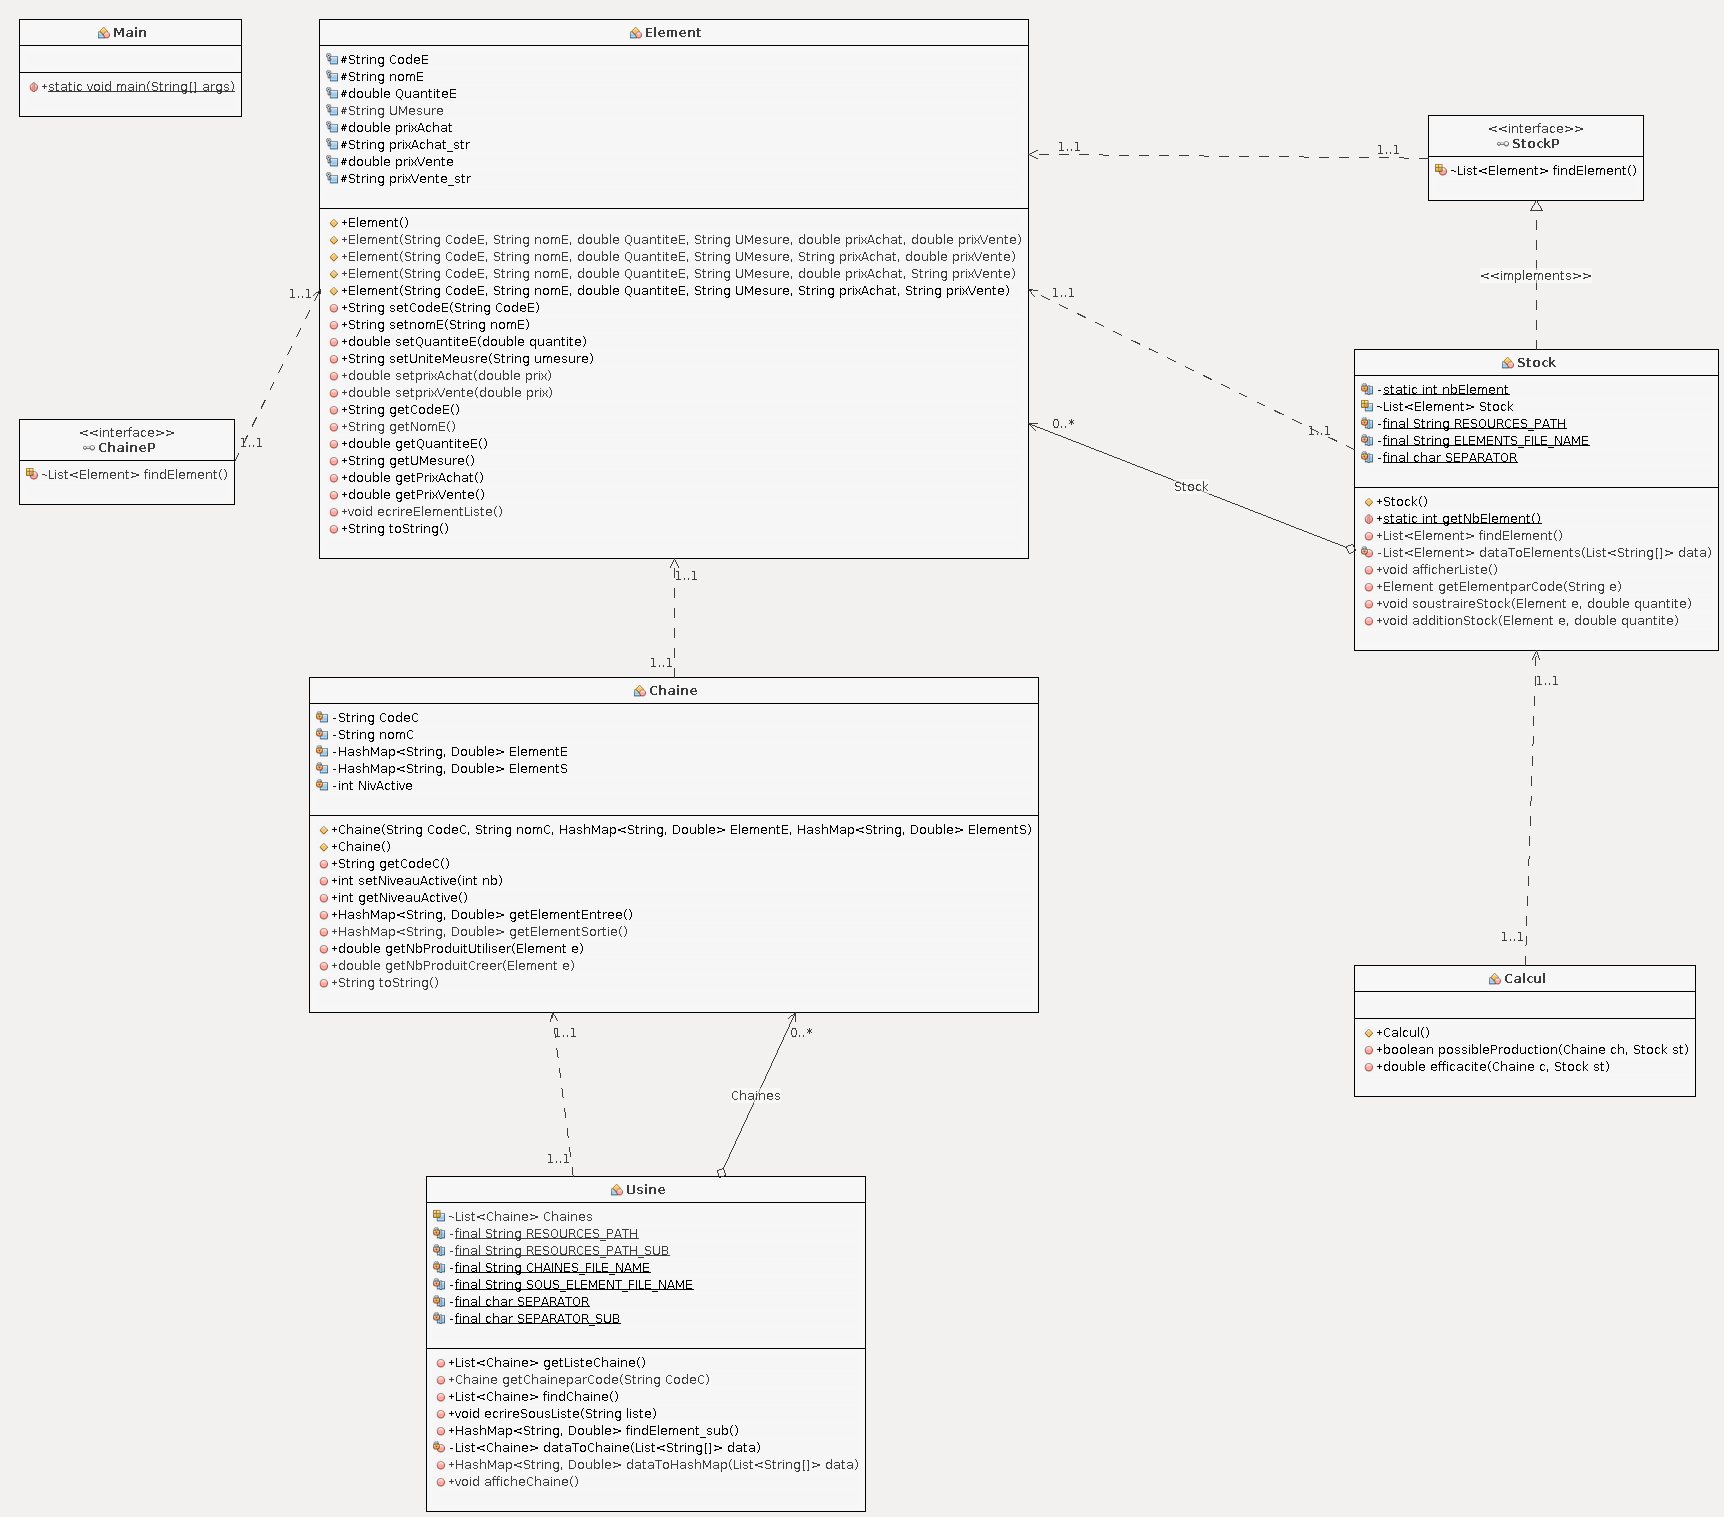 Main
+static void main(String[] args)
Element
#String CodeE
#String nomE
#double QuantiteE
#String UMesure
#double prixAchat
#String prixAchat_str
#double prixVente
#String prixVente_str
+Element()
+Element(String CodeE, String nomE, double QuantiteE, String UMesure, double prixAchat, double prixVente)
+Element(String CodeE, String nomE, double QuantiteE, String UMesure, String prixAchat, double prixVente)
+Element(String CodeE, String nomE, double QuantiteE, String UMesure, double prixAchat, String prixVente)
+Element(String CodeE, String nomE, double QuantiteE, String UMesure, String prixAchat, String prixVente)
+String setCodeE(String CodeE)
+String setnomE(String nomE)
+double setQuantiteE(double quantite)
+String setUniteMeusre(String umesure)
+double setprixAchat(double prix)
+double setprixVente(double prix)
+String getCodeE()
+String getNomE()
+double getQuantiteE()
+String getUMesure()
+double getPrixAchat()
+double getPrixVente()
+void ecrireElementListe()
+String toString()
1..1
1..1
<<interface>>
StockP
~List<Element> findElement()
<<implements>>
1..1
1..1
0..*
Stock
Stock
-static int nbElement
~List<Element> Stock
-final String RESOURCES_PATH
-final String ELEMENTS_FILE_NAME
-final char SEPARATOR
+Stock()
+static int getNbElement()
+List<Element> findElement()
-List<Element> dataToElements(List<String[]> data)
+void afficherListe()
+Element getElementparCode(String e)
+void soustraireStock(Element e, double quantite)
+void additionStock(Element e, double quantite)
1..1
1..1
<<interface>>
ChaineP
~List<Element> findElement()
1..1
1..1
Chaine
-String CodeC
-String nomC
-HashMap<String, Double> ElementE
-HashMap<String, Double> ElementS
-int NivActive
+Chaine(String CodeC, String nomC, HashMap<String, Double> ElementE, HashMap<String, Double> ElementS)
+Chaine()
+String getCodeC()
+int setNiveauActive(int nb)
+int getNiveauActive()
+HashMap<String, Double> getElementEntree()
+HashMap<String, Double> getElementSortie()
+double getNbProduitUtiliser(Element e)
+double getNbProduitCreer(Element e)
+String toString()
1..1
1..1
Calcul
+Calcul()
+boolean possibleProduction(Chaine ch, Stock st)
+double efficacite(Chaine c, Stock st)
1..1
0..*
Chaines
1..1
Usine
~List<Chaine> Chaines
-final String RESOURCES_PATH
-final String RESOURCES_PATH_SUB
-final String CHAINES_FILE_NAME
-final String SOUS_ELEMENT_FILE_NAME
-final char SEPARATOR
-final char SEPARATOR_SUB
+List<Chaine> getListeChaine()
+Chaine getChaineparCode(String CodeC)
+List<Chaine> findChaine()
+void ecrireSousListe(String liste)
+HashMap<String, Double> findElement_sub()
-List<Chaine> dataToChaine(List<String[]> data)
+HashMap<String, Double> dataToHashMap(List<String[]> data)
+void afficheChaine()